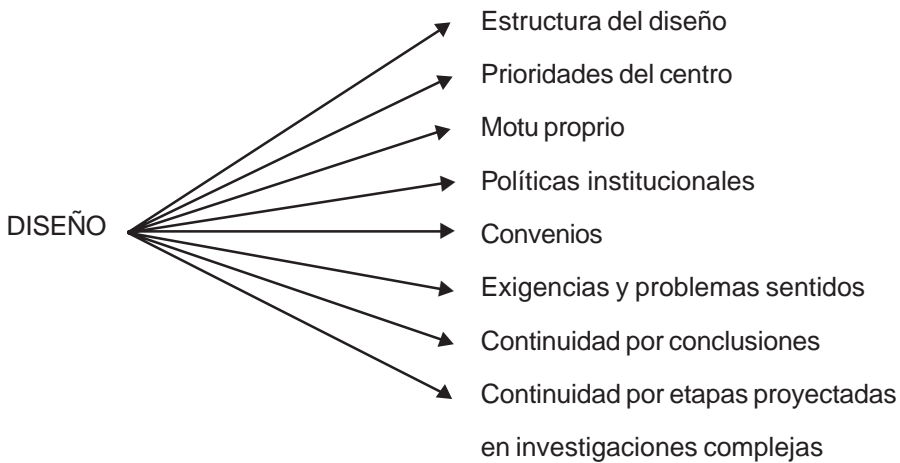 Estructura del diseño
Prioridades del centro
Motu proprio
Políticas institucionales
DISEÑO
Convenios
Exigencias y problemas sentidos
Continuidad por conclusiones
Continuidad por etapas proyectadas
en investigaciones complejas